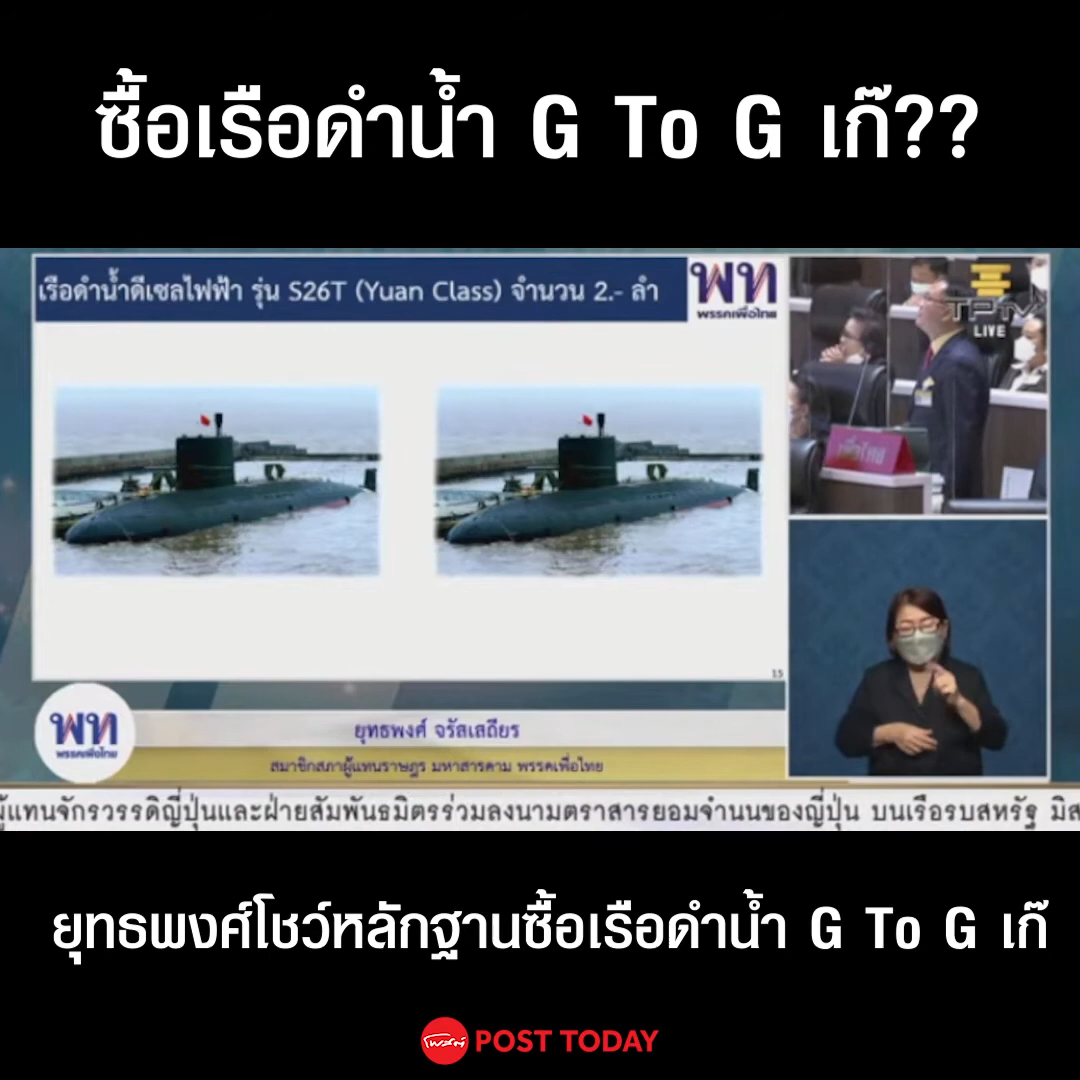 ซื้อเรือดำน้ำ G To G เก๊??
เรือดำน้ำดีเซลไฟฟ้า รุ่น S26T (Yuan Class) จำนวน 2.- ลำ
พท
พรรคเพื่อไทย
TPTV
LIVE
เพื่อไทย
15
พท
พรรคเพื่อไทย
ยุทธพงศ์ จรัสเสถียร
สมาชิกสภาผู้แทนราษฎร มหาสารคาม พรรคเพื่อไทย
ผู้แทนจักรวรรดิญี่ปุ่นและฝ่ายสัมพันธมิตรร่วมลงนามตราสารยอมจำนนของญี่ปุ่น บนเรือรบสหรัฐ มิส
ยุทธพงศ์โชว์หลักฐานซื้อเรือดำน้ำ G To G เก๊
โพสต์ POST TODAY